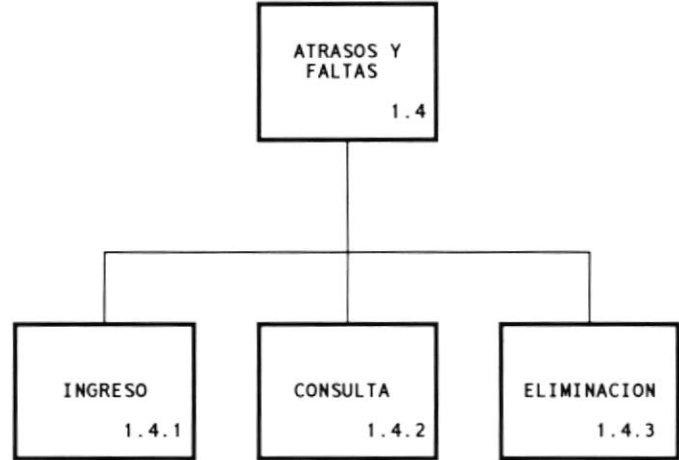 ATRASOS Y
FALTAS
1.4
INGRESO
1.4.1
CONSULTA
1.4.2
ELIMINACION
1.4.3